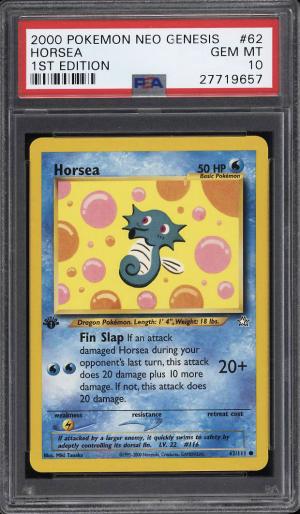 2000 POKEMON NEO GENESIS #62
HORSEA GEM MT
1ST EDITION 10
PSA 27719657
Horsea 50 HP
Basic Pokémon
Dragon Pokémon. Length: 1' 4", Weight: 18 lbs.
Fin Slap If an attack
damaged Horsea during your
opponent's last turn, this attack
does 20 damage plus 10 more
damage. If not, this attack does
20 damage.
20+
weakness resistance retreat cost
If attacked by a larger enemy, it quickly swims to safety by
adeptly controlling its dorsal fin. LV. 22 #116
Illus. Miki Tanaka 62/111